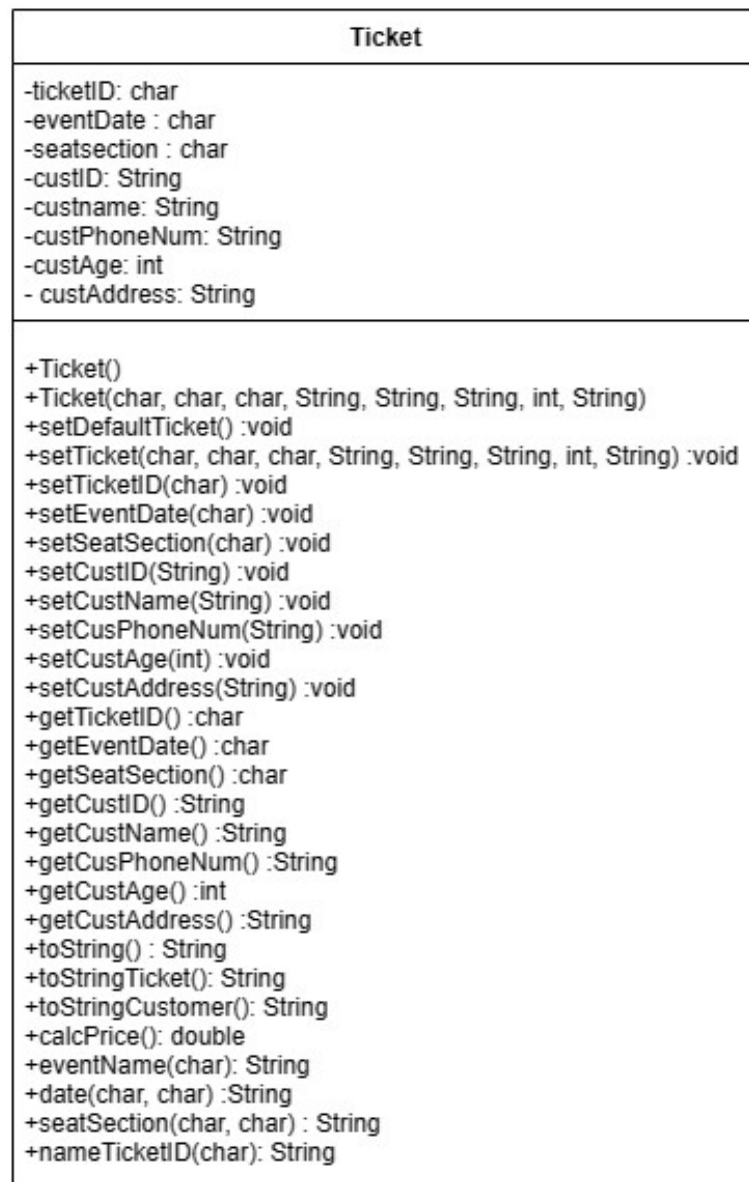 Ticket
-ticketID: char
-eventDate : char
-seatsection : char
-custID: String
-custname: String
-custPhoneNum: String
-custAge: int
- custAddress: String
+Ticket()
+Ticket(char, char, char, String, String, String, int, String)
+setDefaultTicket() :void
+setTicket(char, char, char, String, String, String, int, String) :void
+setTicketID(char) :void
+setEventDate(char) :void
+setSeatSection(char) :void
+setCustID(String) :void
+setCustName(String) :void
+setCusPhoneNum(String) :void
+setCustAge(int) :void
+setCustAddress(String) :void
+getTicketID() :char
+getEventDate() :char
+getSeatSection() :char
+getCustID() :String
+getCustName() :String
+getCusPhoneNum() :String
+getCustAge() :int
+getCustAddress() :String
+toString() : String
+toStringTicket(): String
+toStringCustomer(): String
+calcPrice(): double
+eventName(char): String
+date(char, char) :String
+seatSection(char, char) : String
+nameTicketID(char): String